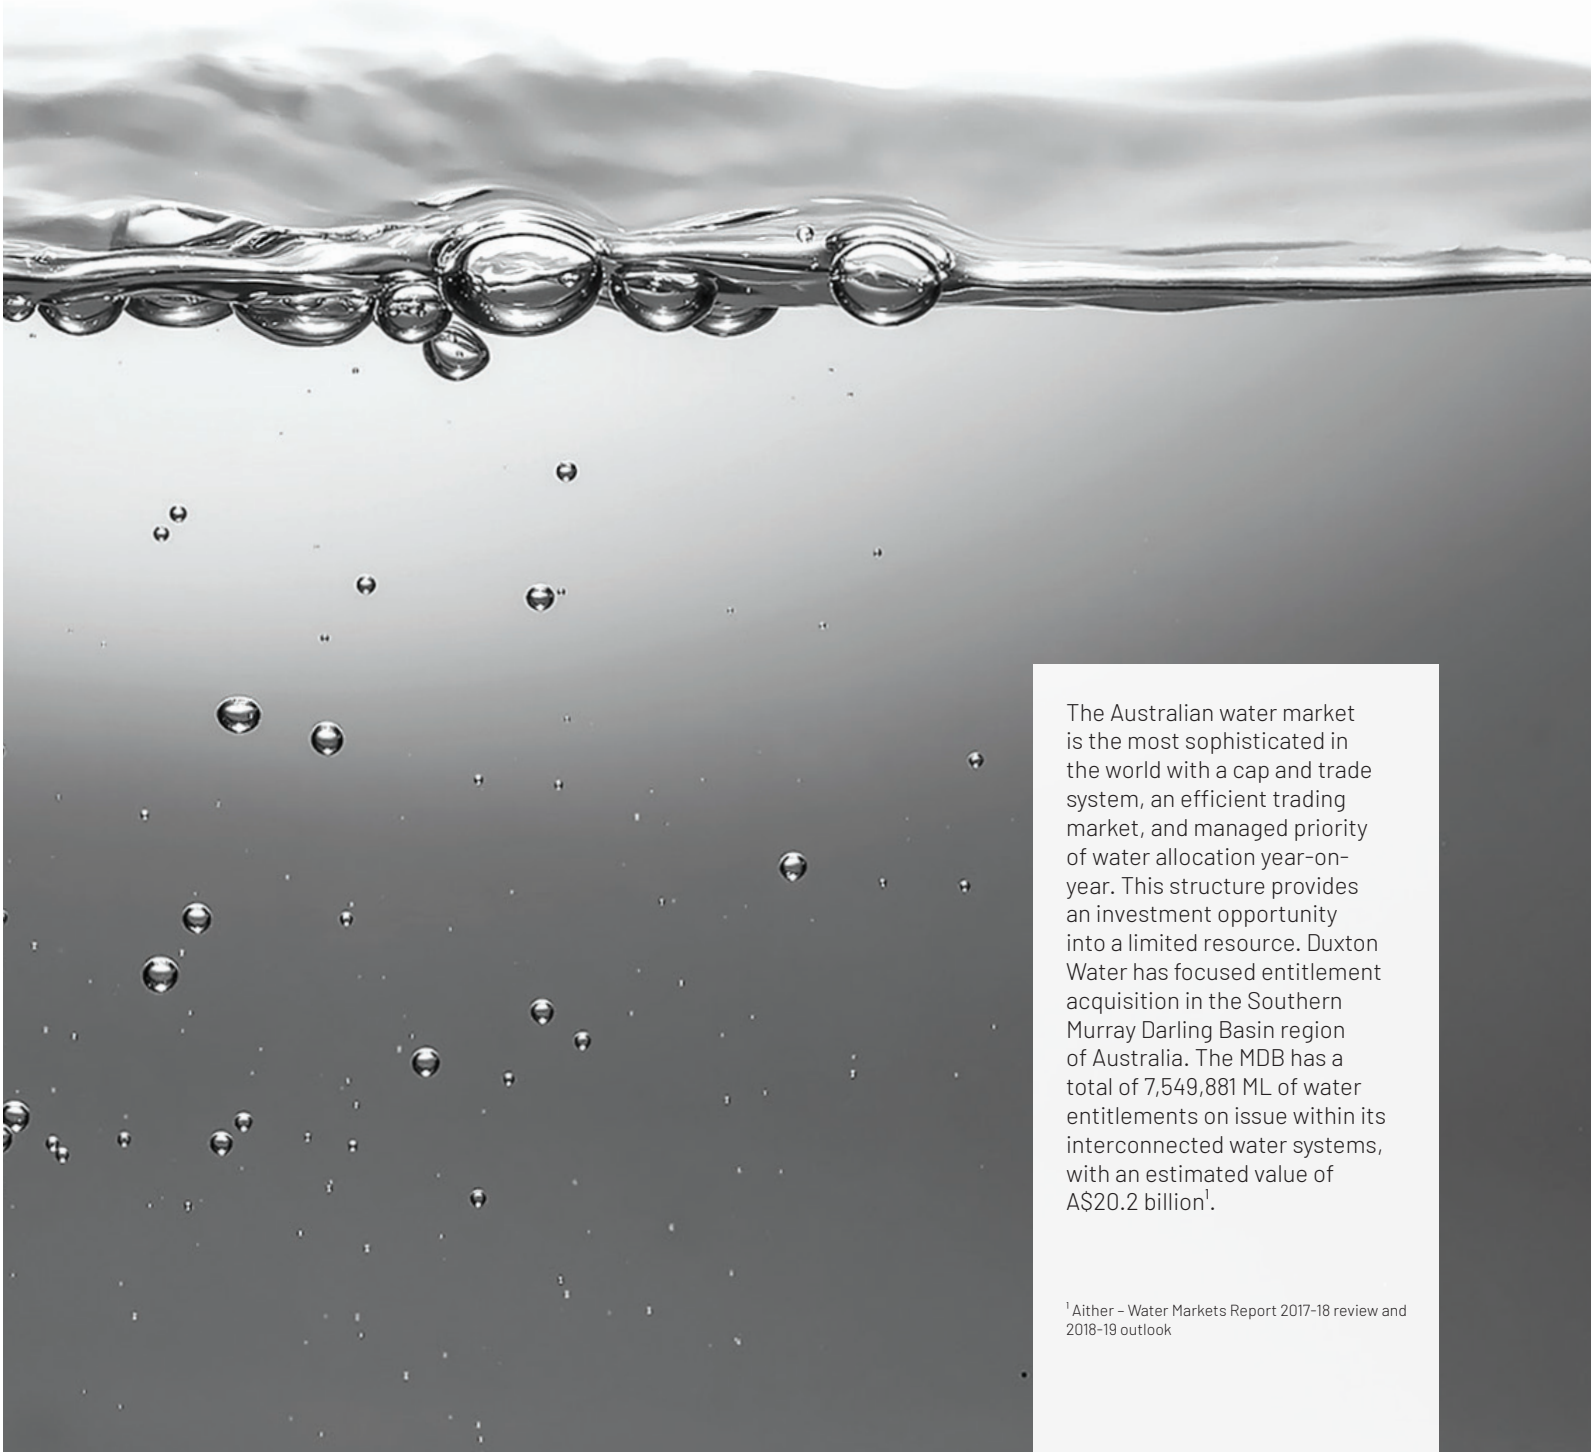 The Australian water market
is the most sophisticated in
the world with a cap and trade
system, an efficient trading
market, and managed priority
of water allocation year-on-
year. This structure provides
an investment opportunity
into a limited resource. Duxton
Water has focused entitlement
acquisition in the Southern
Murray Darling Basin region
of Australia. The MDB has a
total of 7,549,881 ML of water
entitlements on issue within its
interconnected water systems,
with an estimated value of
A$20.2 billion¹.
¹ Aither – Water Markets Report 2017-18 review and
2018-19 outlook